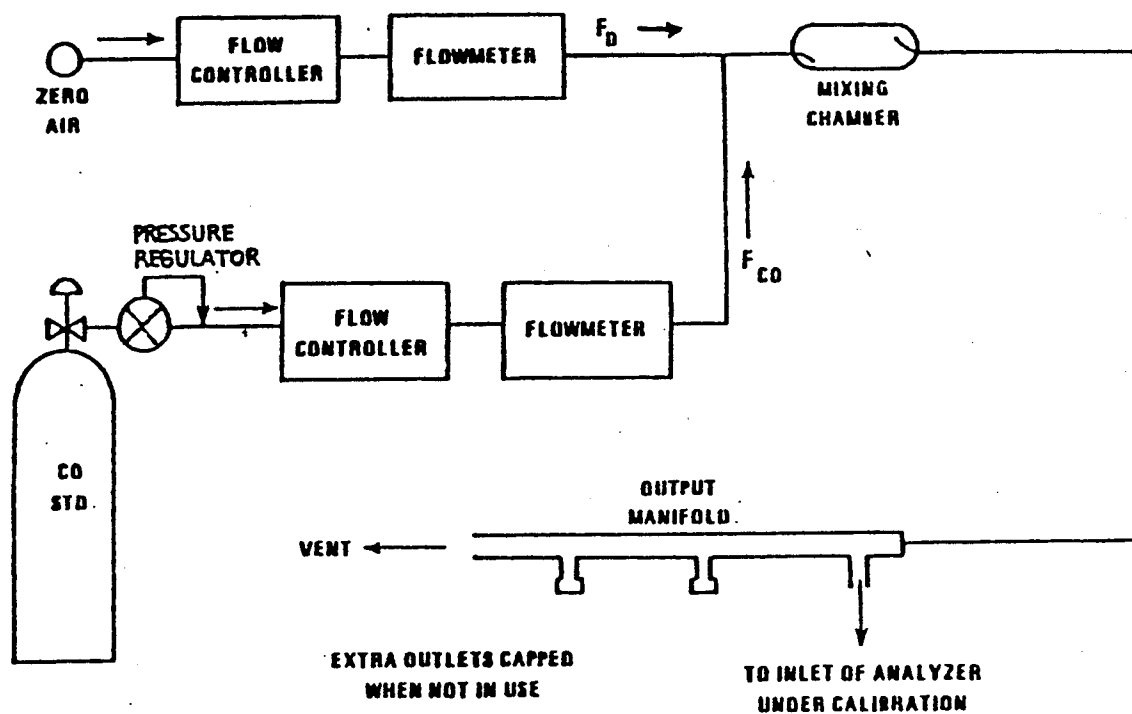 ZERO
AIR
FLOW
CONTROLLER
FLOWMETER
F_D
MIXING
CHAMBER
PRESSURE
REGULATOR
FLOW
CONTROLLER
FLOWMETER
F_CO
CO
STD.
OUTPUT
MANIFOLD.
VENT
EXTRA OUTLETS CAPPED
WHEN NOT IN USE
TO INLET OF ANALYZER
UNDER CALIBRATION